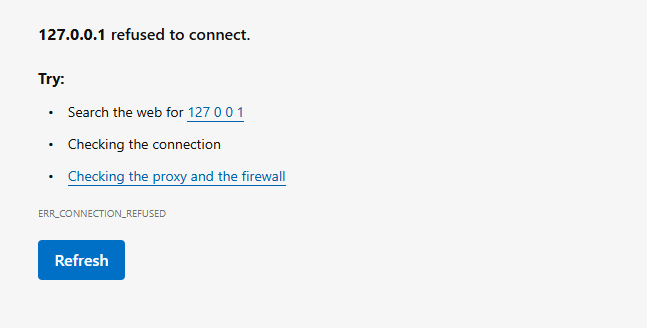 127.0.0.1 refused to connect.
Try:
• Search the web for 127 0 0 1
• Checking the connection
• Checking the proxy and the firewall
ERR_CONNECTION_REFUSED
Refresh